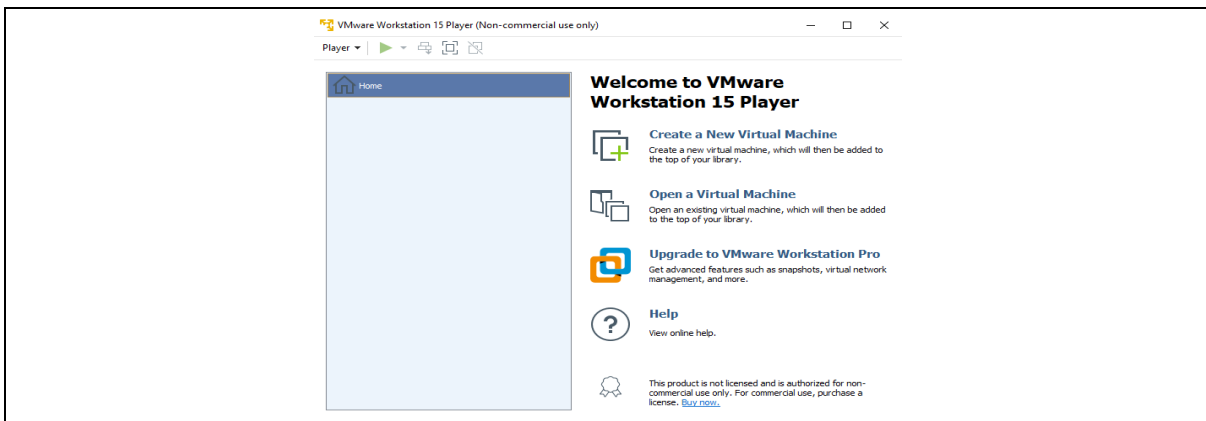 VMware Workstation 15 Player (Non-commercial use only)
Player
Home
Welcome to VMware
Workstation 15 Player
Create a New Virtual Machine
Create a new virtual machine, which will then be added to
the top of your library.
Open a Virtual Machine
Open an existing virtual machine, which will then be added
to the top of your library.
Upgrade to VMware Workstation Pro
Get advanced features such as snapshots, virtual network
management, and more.
?
Help
View online help.
This product is not licensed and is authorized for non-
commercial use only. For commercial use, purchase a
license. Buy now.